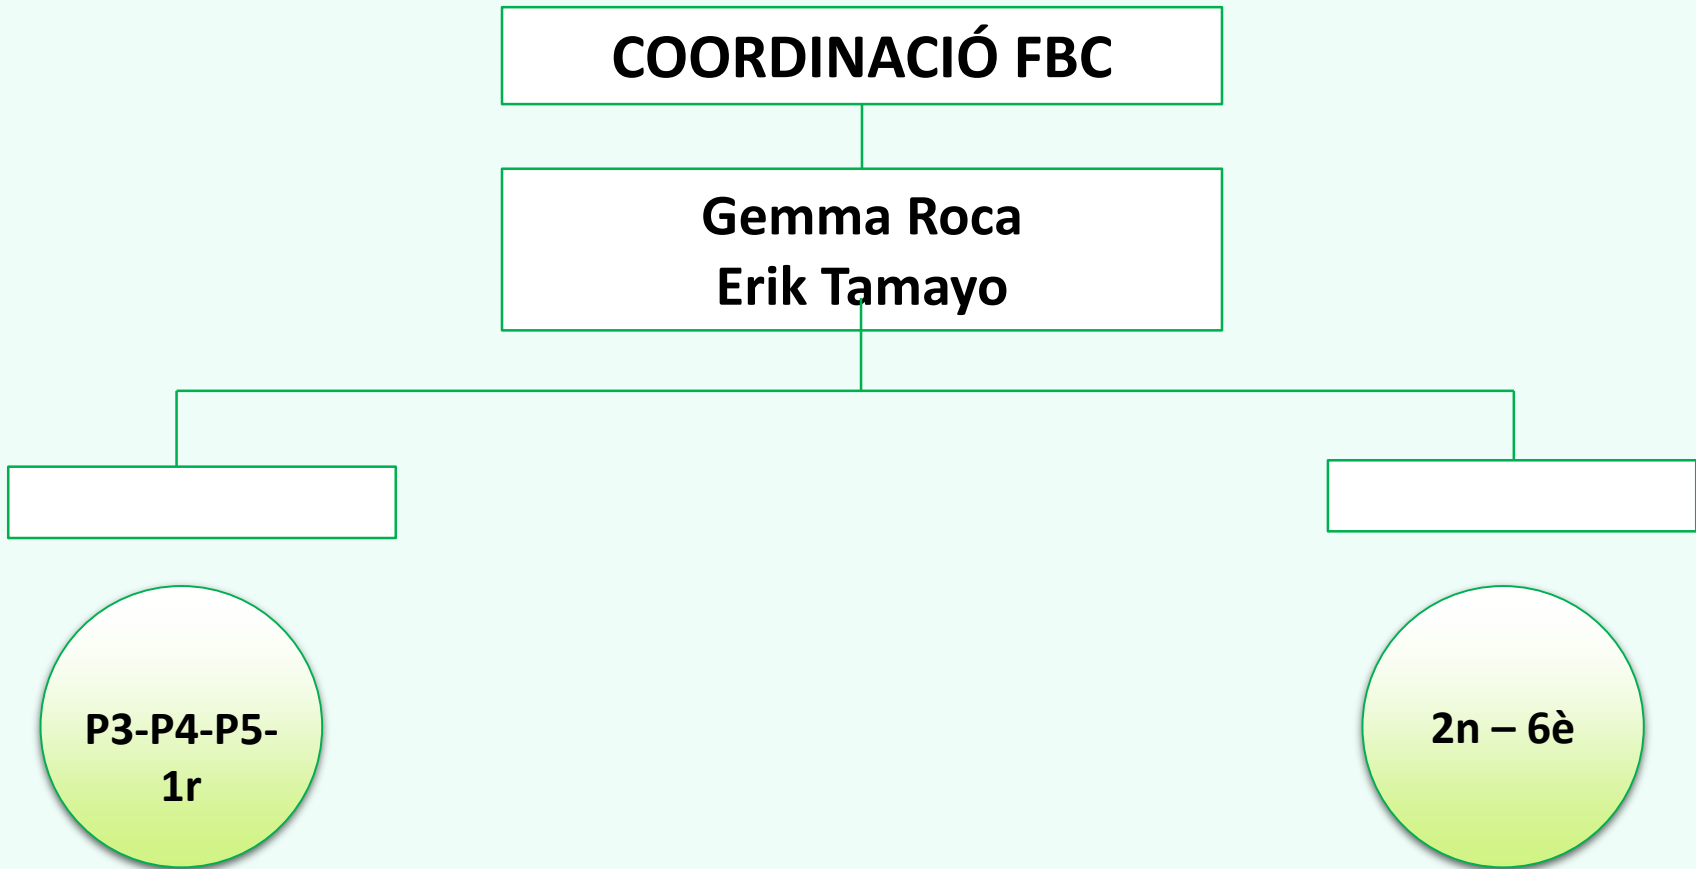 COORDINACIÓ FBC
Gemma Roca
Erik Tamayo
P3-P4-P5-
1r
2n – 6è